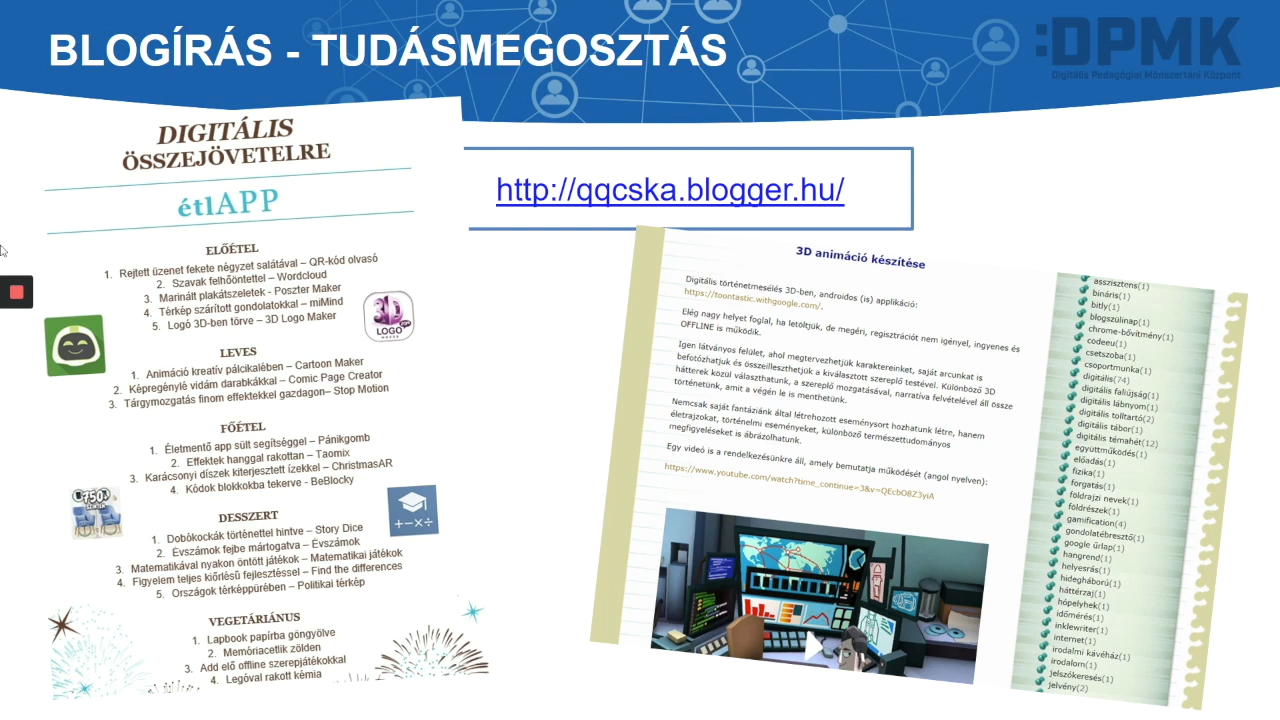 BLOGÍRÁS - TUDÁSMEGOSZTÁS
:DPMK
Digitális Pedagógiai Módszertani Központ
DIGITÁLIS
ÖSSZEJÖVETELRE
étlAPP
ELŐÉTEL
1. Rejtett üzenet fekete négyzet salátával – QR-kód olvasó
2. Szavak felhőöntettel – Wordcloud
3. Marinált plakátszeletek - Poszter Maker
4. Térkép szárított gondolatokkal – miMind
5. Logó 3D-ben törve – 3D Logo Maker
3D
LOGO
LEVES
1. Animáció kreatív pálcikalében – Cartoon Maker
2. Képregénylé vidám darabkákkal – Comic Page Creator
3. Tárgymozgatás finom effektekkel gazdagon– Stop Motion
FŐÉTEL
1. Életmentő app sült segítséggel – Pánikgomb
2. Effektek hanggal rakottan – Taomix
3. Karácsonyi díszek kiterjesztett ízekkel – ChristmasAR
4. Kódok blokkokba tekerve - BeBlocky
750
SZINTEN
DESSZERT
1. Dobókockák történettel hintve – Story Dice
2. Évszámok fejbe mártogatva – Évszámok
3. Matematikával nyakon öntött játékok – Matematikai játékok
4. Figyelem teljes kiőrlésű fejlesztéssel – Find the differences
5. Országok térképpürében – Politikai térkép
+−×÷
VEGETÁRIÁNUS
1. Lapbook papírba göngyölve
2. Memóriacetlik zölden
3. Add elő offline szerepjátékokkal
4. Legóval rakott kémia
http://qqcska.blogger.hu/
3D animáció készítése
Digitális történetmesélés 3D-ben, androidos (is) applikáció:
https://toontastic.withgoogle.com/.
Elég nagy helyet foglal, ha letöltjük, de megéri, regisztrációt nem igényel, ingyenes és
OFFLINE is működik.
Igen látványos felület, ahol megtervezhetjük karaktereinket, saját arcunkat is
befotózhatjuk és összeilleszthetjük a kiválasztott szereplő testével. Különböző 3D
hátterek közül választhatunk, a szereplő mozgatásával, narratíva felvételével áll össze
történetünk, amit a végén le is menthetünk.
Nemcsak saját fantáziánk által létrehozott eseménysort hozhatunk létre, hanem
életrajzokat, történelmi eseményeket, különböző természettudományos
megfigyeléseket is ábrázolhatunk.
Egy videó is a rendelkezésünkre áll, amely bemutatja működését (angol nyelven):
https://www.youtube.com/watch?time_continue=3&v=QEcbO8Z3yiA
asszisztens(1)
bináris(1)
bitly(1)
blogszülinap(1)
chrome-bővítmény(1)
codeeu(1)
csetszoba(1)
csoportmunka(1)
digitális(74)
digitális faliújság(1)
digitális lábnyom(1)
digitális tolltartó(2)
digitális tábor(1)
digitális témahét(12)
együttműködés(1)
előadás(1)
fizika(1)
forgatás(1)
földrajzi nevek(1)
földrészek(1)
gamification(4)
gondolatébresztő(1)
google űrlap(1)
hangrend(1)
helyesírás(1)
hidegháború(1)
háttérzaj(1)
hópelyhek(1)
időmérés(1)
inklewriter(1)
internet(1)
irodalmi kávéház(1)
irodalom(1)
jelszókeresés(1)
jelvény(2)